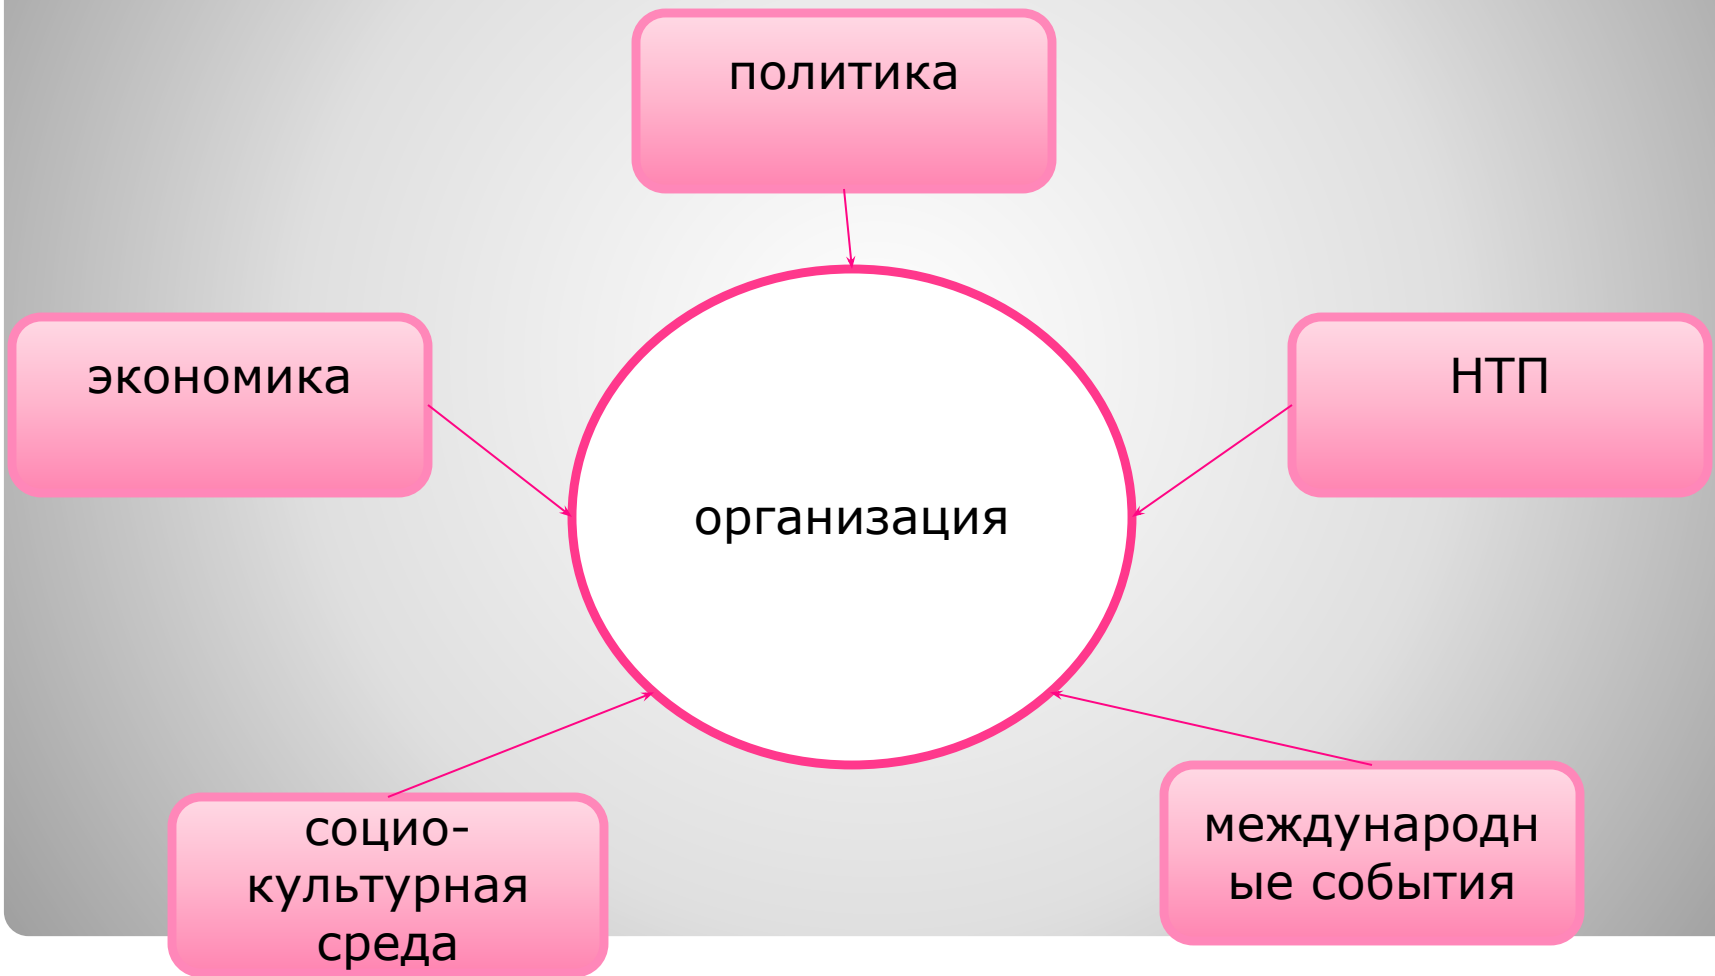 политика
экономика
НТП
организация
социо-
культурная
среда
международн
ые события